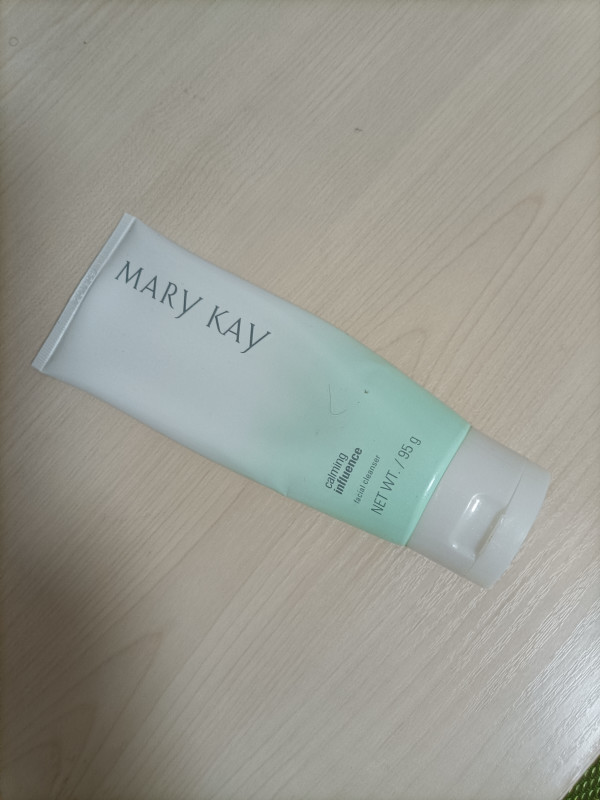 MARY KAY
calming
influence
facial cleanser
NET WT. / 95 g